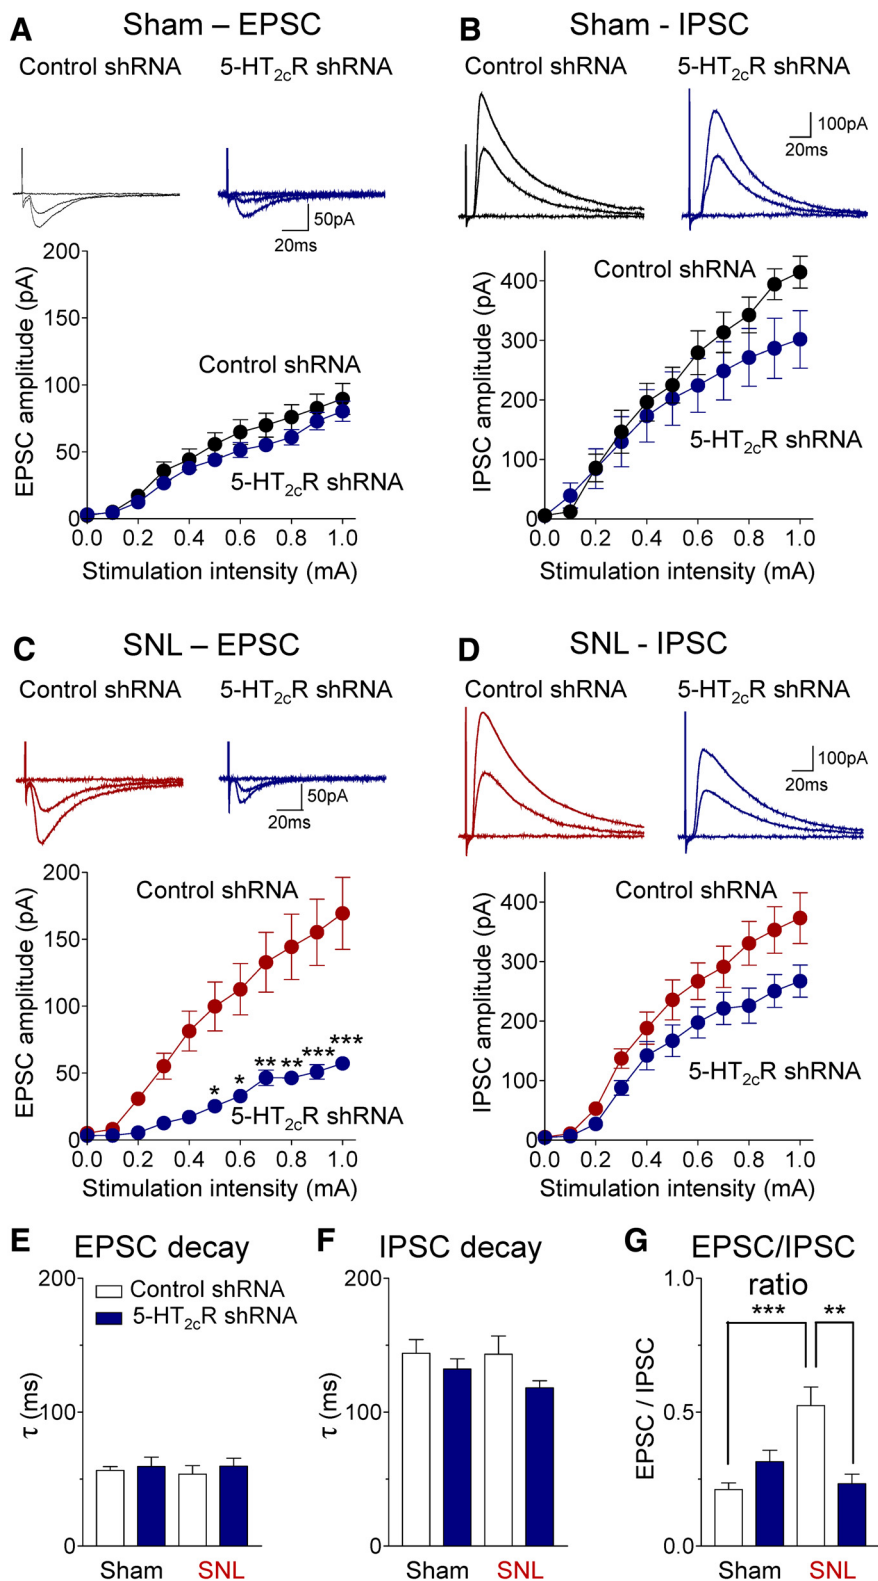 A Sham – EPSC
Control shRNA 5-HT2cR shRNA
50pA
20ms
200
150
100
50
0
EPSC amplitude (pA)
Control shRNA
5-HT2cR shRNA
0.0 0.2 0.4 0.6 0.8 1.0
Stimulation intensity (mA)
B Sham - IPSC
Control shRNA 5-HT2cR shRNA
100pA
20ms
400
300
200
100
0
IPSC amplitude (pA)
Control shRNA
5-HT2cR shRNA
0.0 0.2 0.4 0.6 0.8 1.0
Stimulation intensity (mA)
C SNL – EPSC
Control shRNA 5-HT2cR shRNA
50pA
20ms
200
150
100
50
0
EPSC amplitude (pA)
Control shRNA
* * ** ** *** ***
5-HT2cR shRNA
0.0 0.2 0.4 0.6 0.8 1.0
Stimulation intensity (mA)
D SNL - IPSC
Control shRNA 5-HT2cR shRNA
100pA
20ms
400
300
200
100
0
IPSC amplitude (pA)
Control shRNA
5-HT2cR shRNA
0.0 0.2 0.4 0.6 0.8 1.0
Stimulation intensity (mA)
E EPSC decay
200
100
0
τ (ms)
Control shRNA
5-HT2cR shRNA
Sham SNL
F IPSC decay
200
100
0
τ (ms)
Sham SNL
G EPSC/IPSC
ratio
1.0
0.5
0.0
EPSC / IPSC
*** **
Sham SNL